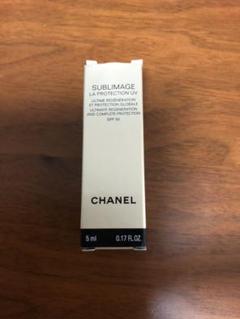 SUBLIMAGE
LA PROTECTION UV
ULTIME RÉGÉNÉRATION
ET PROTECTION GLOBALE
ULTIMATE REGENERATION
AND COMPLETE PROTECTION
SPF 50
CHANEL
5 ml 0.17 FL.OZ.